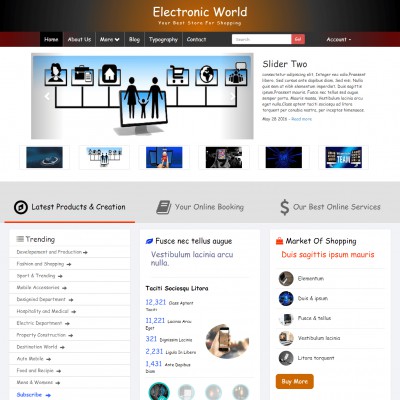 Electronic World
Your Best Store For Shopping
Home
About Us
More
Blog
Typography
Contact
Search
Go!
Account
Slider Two
consectetur adipiscing elit. Integer nec odio.Praesent
libero. Sed cursus ante dapibus diam. Sed nisi. Nulla
quis sem at nibh elementum imperdiet. Duis sagittis
ipsum.Praesent mauris. Fusce nec tellus sed augue
semper porta. Mauris massa. Vestibulum lacinia arcu
eget nulla.Class aptent taciti sociosqu ad litora
torquent per conubia nostra, per inceptos himenaeos.
May 28 2016 - Read more
TEAM
Latest Products & Creation
Your Online Booking
Our Best Online Services
Trending
Developement and Production
Fashion and Shopping
Sport & Tranding
Mobile Accessories
Designind Department
Hospitality and Medical
Electric Department
Property Construction
Destination World
Auto Mobile
Food and Recipe
Mens & Womens
Subscribe
Fusce nec tellus augue
Vestibulum lacinia arcu
nulla.
Taciti Sociosqu Litora
12,321 Class Aptent
Taciti
11,221 Lacinia Arcu
Eget
321 Dignissim Lacinia
2,231 Ligula In Libero
1,431 Ante Dapibus
Diam
Market Of Shopping
Duis sagittis ipsum mauris
Elementum
Duis & ipsum
Fusce & tellus
Vestibulum lacinia
Litora torquent
Buy More